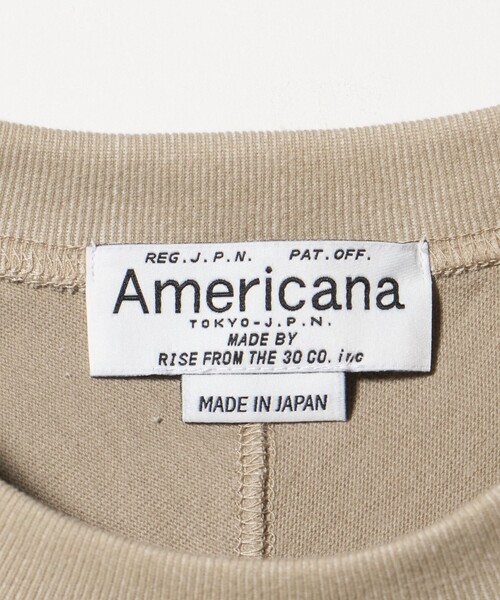 REG.J.P.N. PAT.OFF.
Americana
TOKYO-J.P.N.
MADE BY
RISE FROM THE 30 CO. inc
MADE IN JAPAN